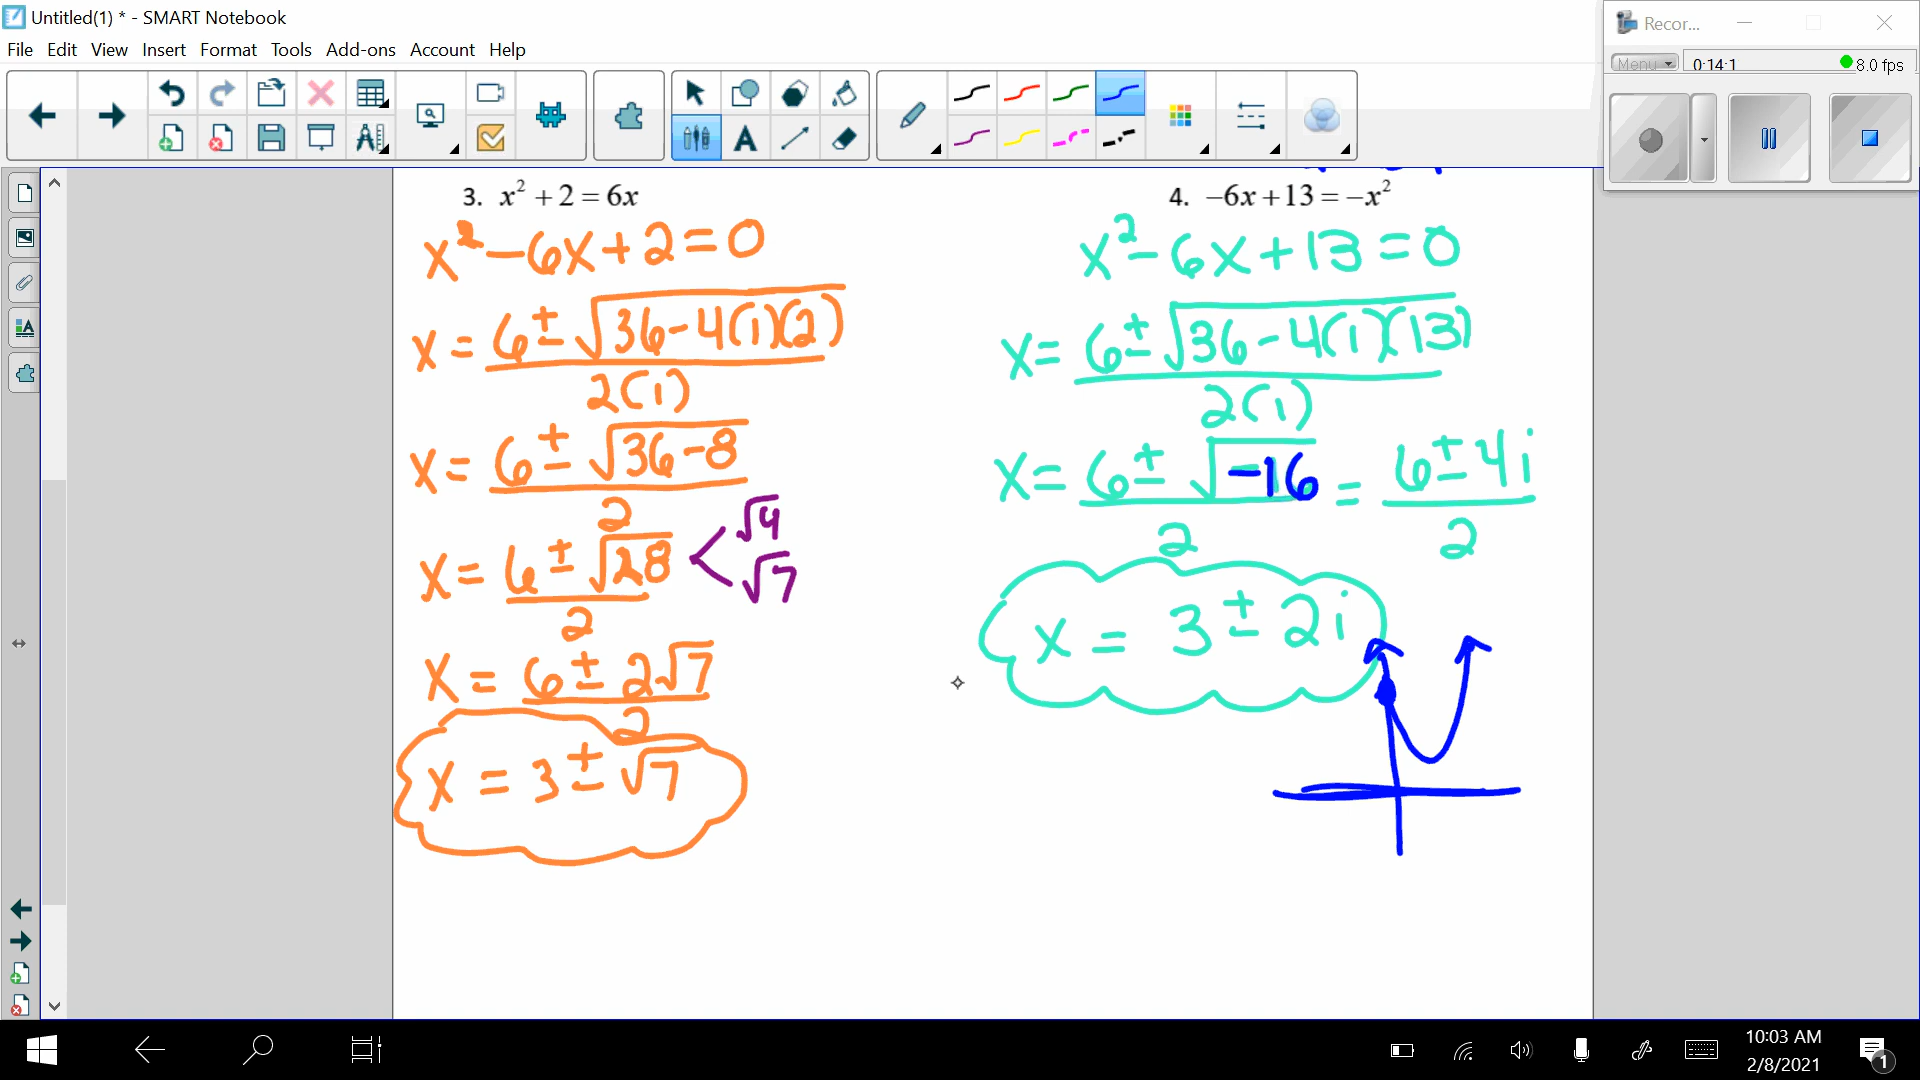 Untitled(1) * - SMART Notebook
File Edit View Insert Format Tools Add-ons Account Help
Recor...
Menu
0:14:1
8.0 fps
A
3. x² + 2 = 6x
x² - 6x + 2 = 0
x = 6 ± √36-4(1)(2)
2(1)
x = 6 ± √36-8
2
x = 6 ± √28 < √4
√7
2
x = 6 ± 2√7
2
x = 3 ± √7
4. −6x + 13 = −x²
x² - 6x + 13 = 0
x = 6 ± √36-4(1)(13)
2(1)
x = 6 ± √-16 = 6 ± 4i
2 2
x = 3 ± 2i
10:03 AM
2/8/2021
1